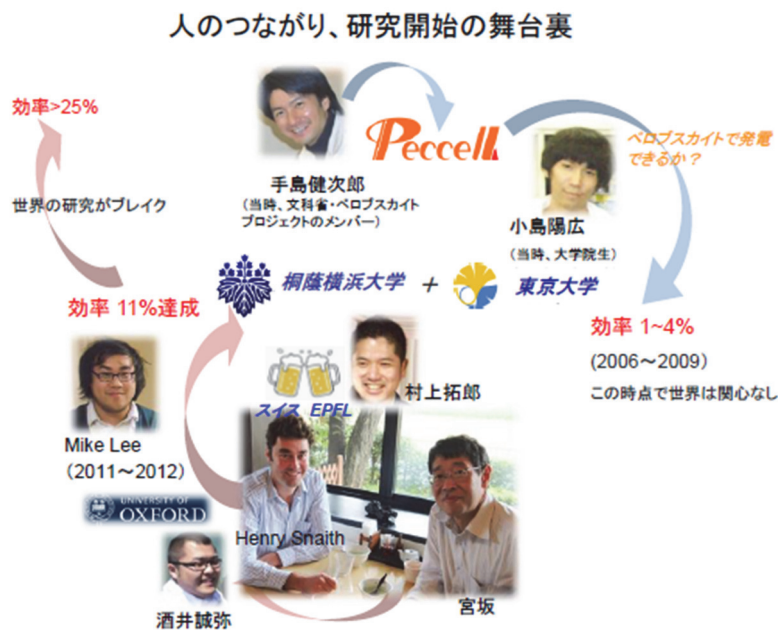 人のつながり、研究開始の舞台裏
効率>25%
世界の研究がブレイク
手島健次郎
(当時、文科省・ペロブスカイト
プロジェクトのメンバー)
Peccell
ペロブスカイトで発電
できるか？
小島陽広
(当時、大学院生)
桐蔭横浜大学 + 東京大学
効率 11%達成
効率 1~4%
(2006～2009)
この時点で世界は関心なし
村上拓郎
スイス EPFL
Mike Lee
(2011～2012)
UNIVERSITY OF
OXFORD
Henry Snaith
宮坂
酒井誠弥